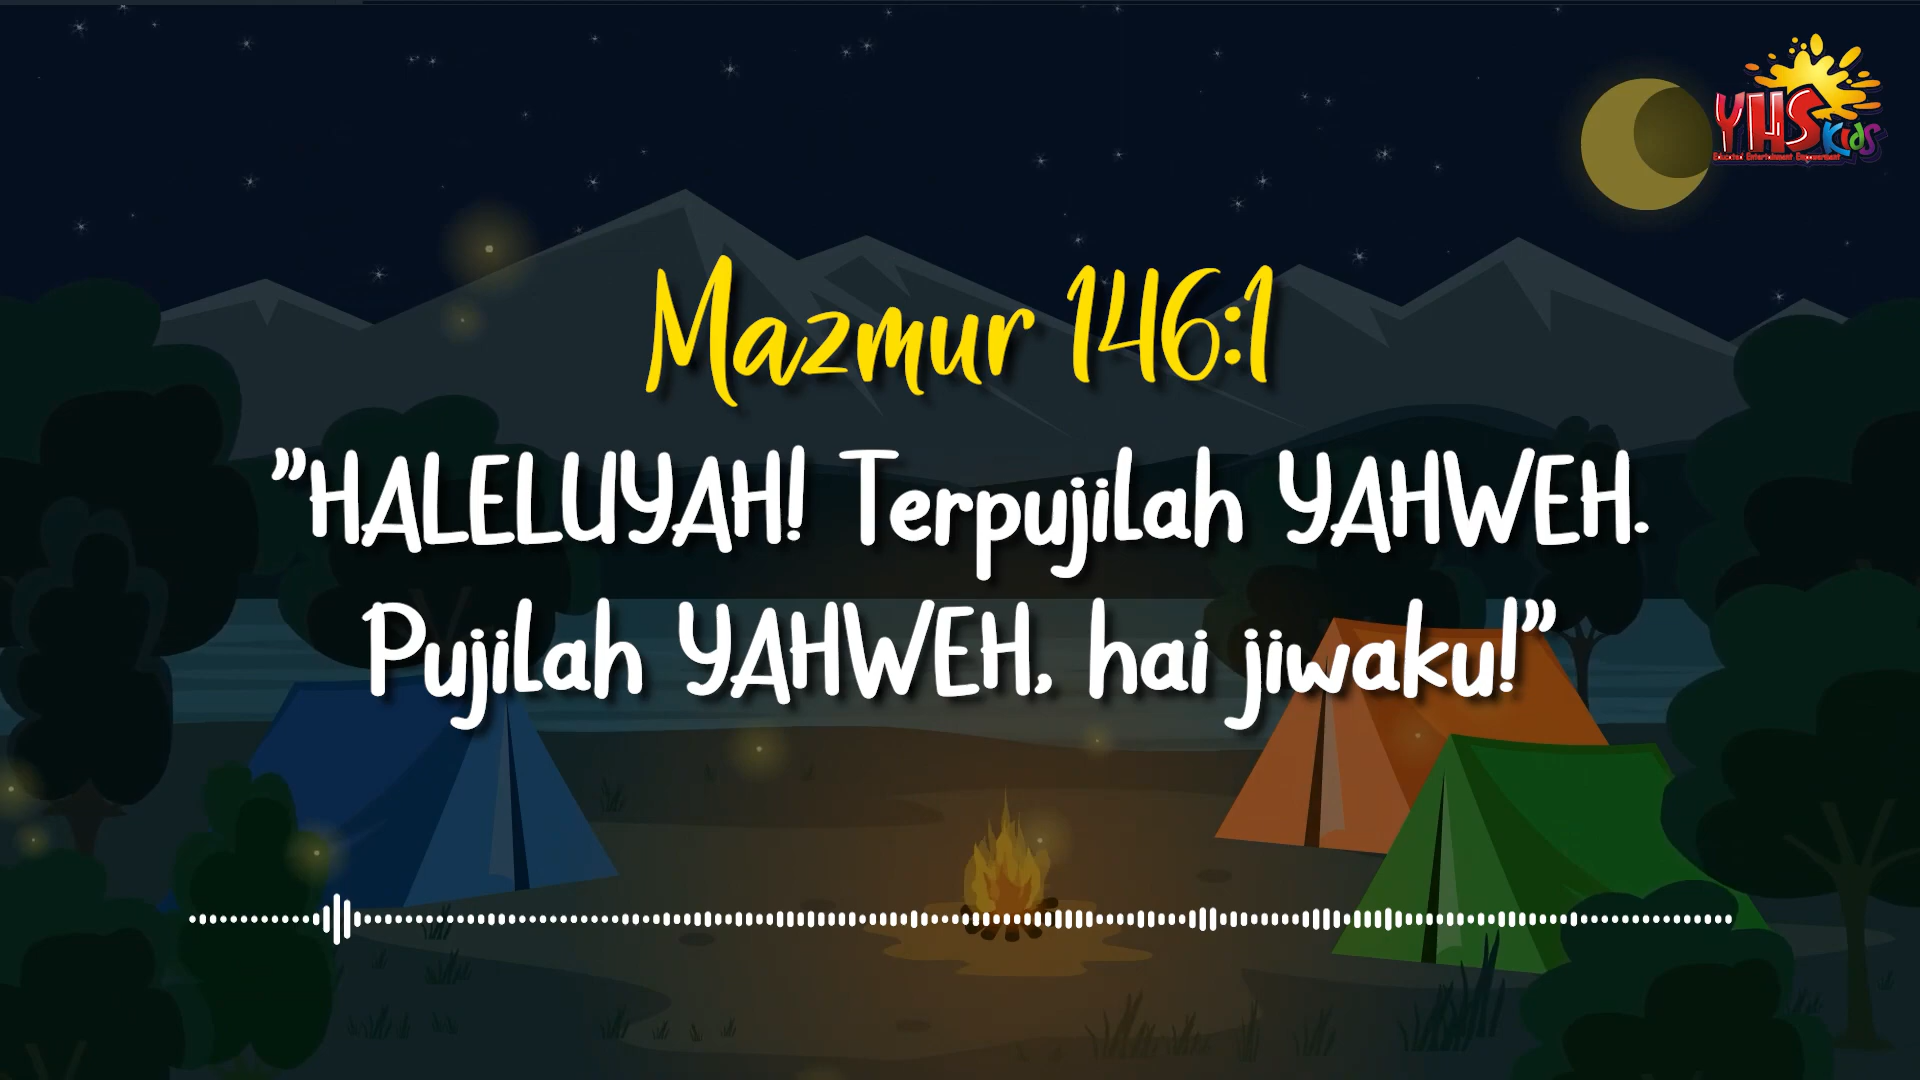 YHS Kids
Mazmur 146:1
"HALELUYAH! Terpujilah YAHWEH.
Pujilah YAHWEH, hai jiwaku!"